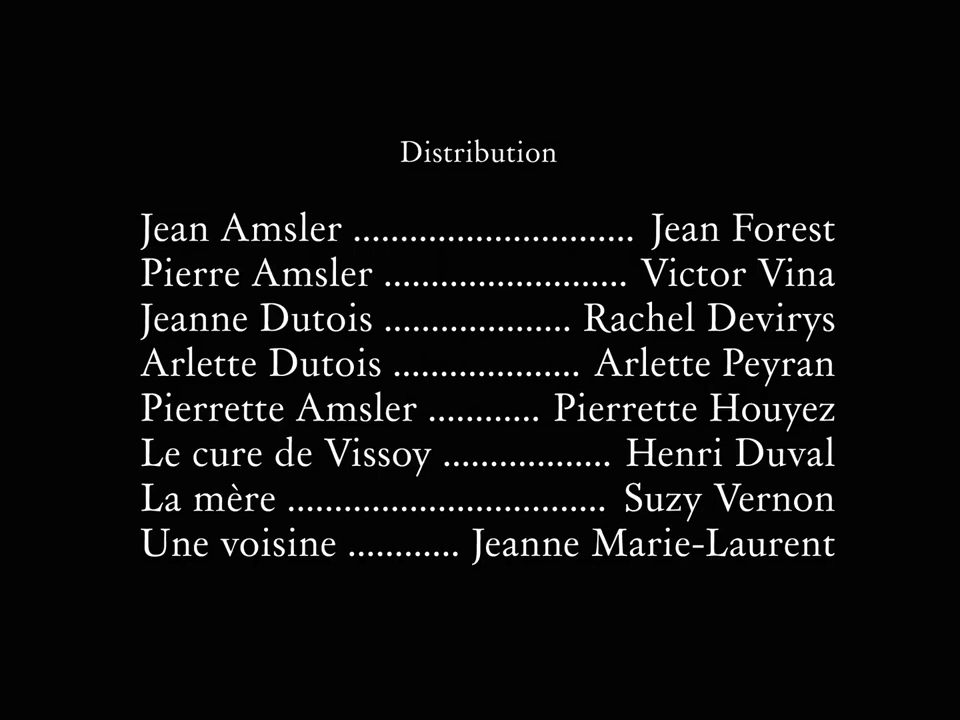 Distribution
Jean Amsler .............................. Jean Forest
Pierre Amsler .......................... Victor Vina
Jeanne Dutois .................... Rachel Devirys
Arlette Dutois .................... Arlette Peyran
Pierrette Amsler ............ Pierrette Houyez
Le cure de Vissoy .................. Henri Duval
La mère .................................. Suzy Vernon
Une voisine ............ Jeanne Marie-Laurent